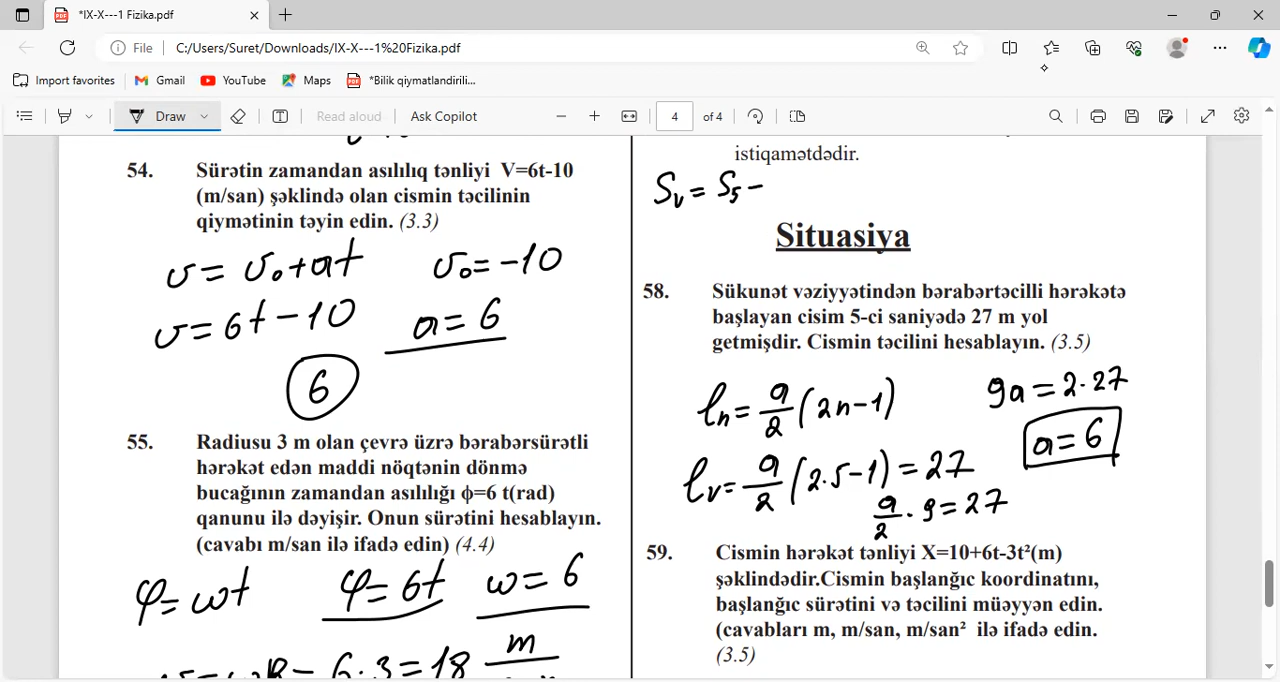 *IX-X---1 Fizika.pdf
File C:/Users/Suret/Downloads/IX-X---1%20Fizika.pdf
Import favorites Gmail YouTube Maps *Bilik qiymatlandirili...
Draw Read aloud Ask Copilot 4 of 4
54. Sürətin zamandan asılılıq tənliyi V=6t-10
(m/san) şəklində olan cismin təcilinin
qiymətinin təyin edin. (3.3)
υ = υ₀+at υ₀= -10
υ = 6t - 10 a = 6
6
55. Radiusu 3 m olan çevrə üzrə bərabərsürətli
hərəkət edən maddi nöqtənin dönmə
bucağının zamandan asılılığı ϕ=6 t(rad)
qanunu ilə dəyişir. Onun sürətini hesablayın.
(cavabı m/san ilə ifadə edin) (4.4)
φ= ωt φ= 6t ω = 6
6·3 = 18 m
istiqamətdədir.
Sᵥ = S₅ -
Situasiya
58. Sükunət vəziyyətindən bərabərtəcilli hərəkətə
başlayan cisim 5-ci saniyədə 27 m yol
getmişdir. Cismin təcilini hesablayın. (3.5)
lₙ = a/2 (2n-1) 9a = 2·27
lᵥ = a/2 (2·5-1) = 27 a = 6
a/2 · 9 = 27
59. Cismin hərəkət tənliyi X=10+6t-3t²(m)
şəklindədir.Cismin başlanğıc koordinatını,
başlanğıc sürətini və təcilini müəyyən edin.
(cavabları m, m/san, m/san² ilə ifadə edin.
(3.5)